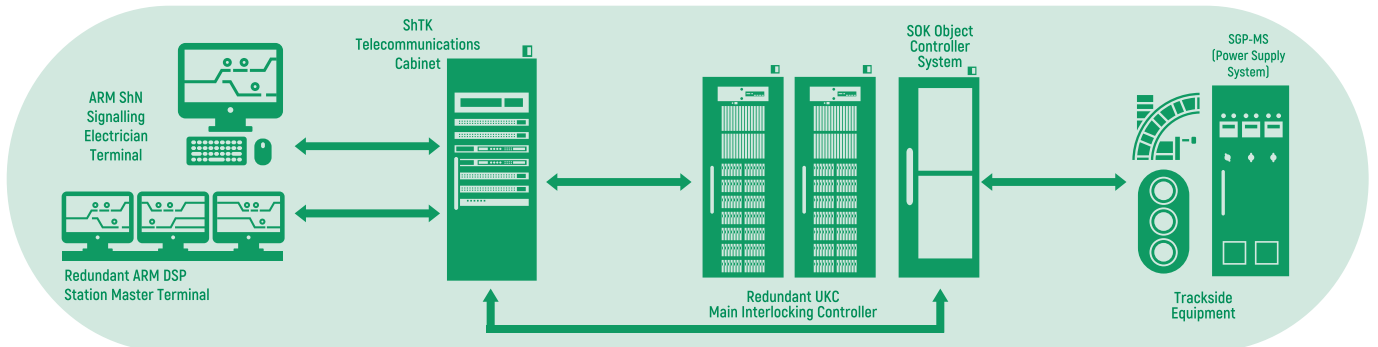 ARM ShN
Signalling
Electrician
Terminal
Redundant ARM DSP
Station Master Terminal
ShTK
Telecommunications
Cabinet
Redundant UKC
Main Interlocking Controller
SOK Object
Controller
System
SGP-MS
(Power Supply
System)
Trackside
Equipment